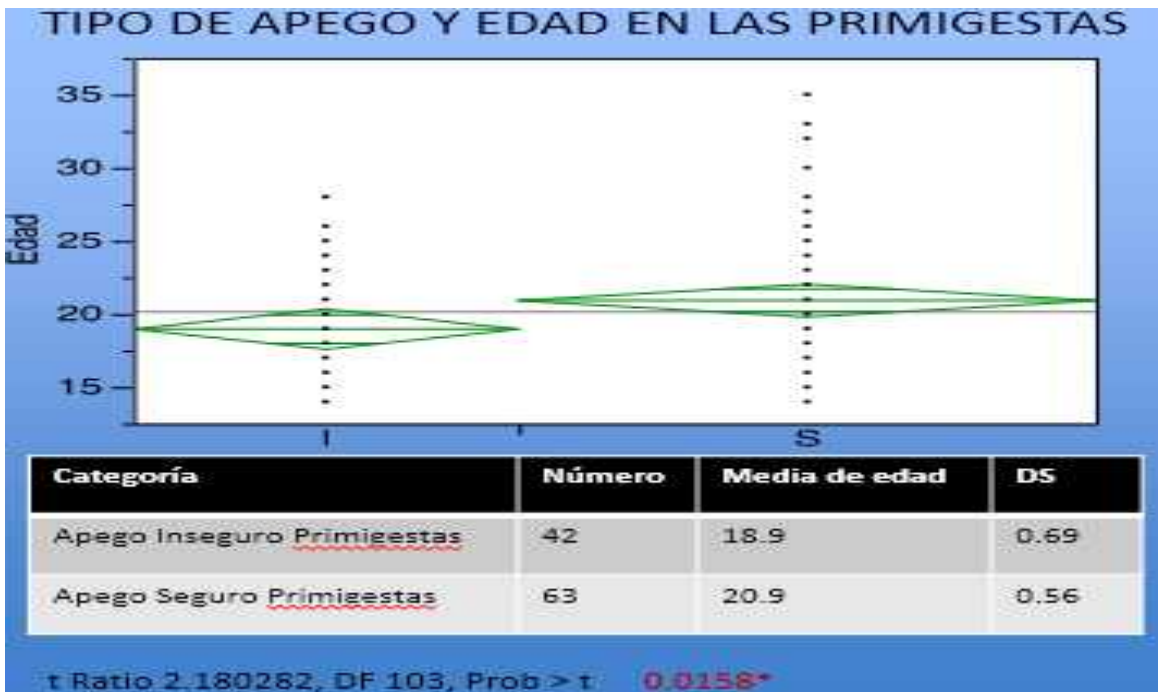 TIPO DE APEGO Y EDAD EN LAS PRIMIGESTAS
35
30
25
20
15
Edad
I
S
Categoría Número Media de edad DS
Apego Inseguro Primigestas 42 18.9 0.69
Apego Seguro Primigestas 63 20.9 0.56
t Ratio 2.180282, DF 103, Prob > t 0.0158*